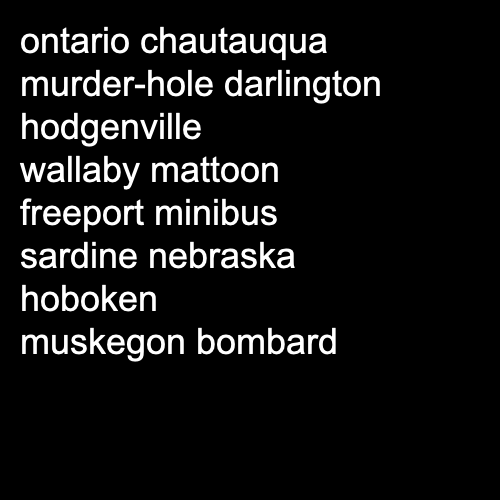 ontario chautauqua
murder-hole darlington
hodgenville
wallaby mattoon
freeport minibus
sardine nebraska
hoboken
muskegon bombard